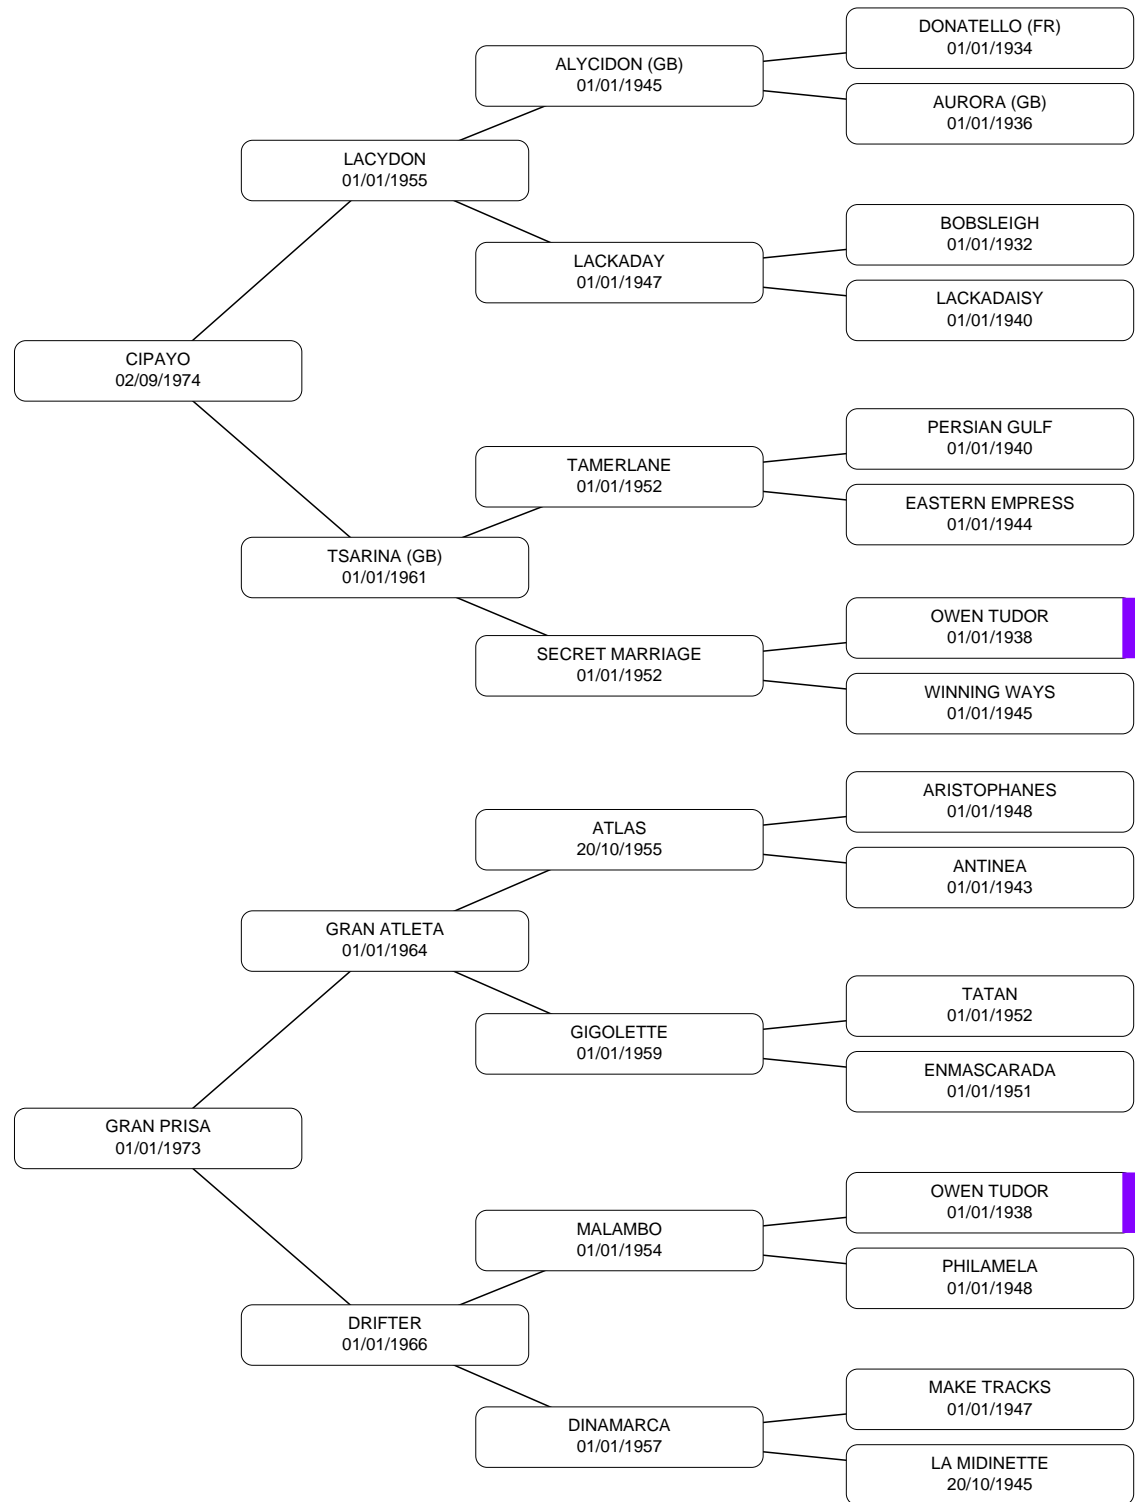 DONATELLO (FR)
01/01/1934
ALYCIDON (GB)
01/01/1945
AURORA (GB)
01/01/1936
LACYDON
01/01/1955
BOBSLEIGH
01/01/1932
LACKADAY
01/01/1947
LACKADAISY
01/01/1940
CIPAYO
02/09/1974
PERSIAN GULF
01/01/1940
TAMERLANE
01/01/1952
EASTERN EMPRESS
01/01/1944
TSARINA (GB)
01/01/1961
OWEN TUDOR
01/01/1938
SECRET MARRIAGE
01/01/1952
WINNING WAYS
01/01/1945
ARISTOPHANES
01/01/1948
ATLAS
20/10/1955
ANTINEA
01/01/1943
GRAN ATLETA
01/01/1964
TATAN
01/01/1952
GIGOLETTE
01/01/1959
ENMASCARADA
01/01/1951
GRAN PRISA
01/01/1973
OWEN TUDOR
01/01/1938
MALAMBO
01/01/1954
PHILAMELA
01/01/1948
DRIFTER
01/01/1966
MAKE TRACKS
01/01/1947
DINAMARCA
01/01/1957
LA MIDINETTE
20/10/1945